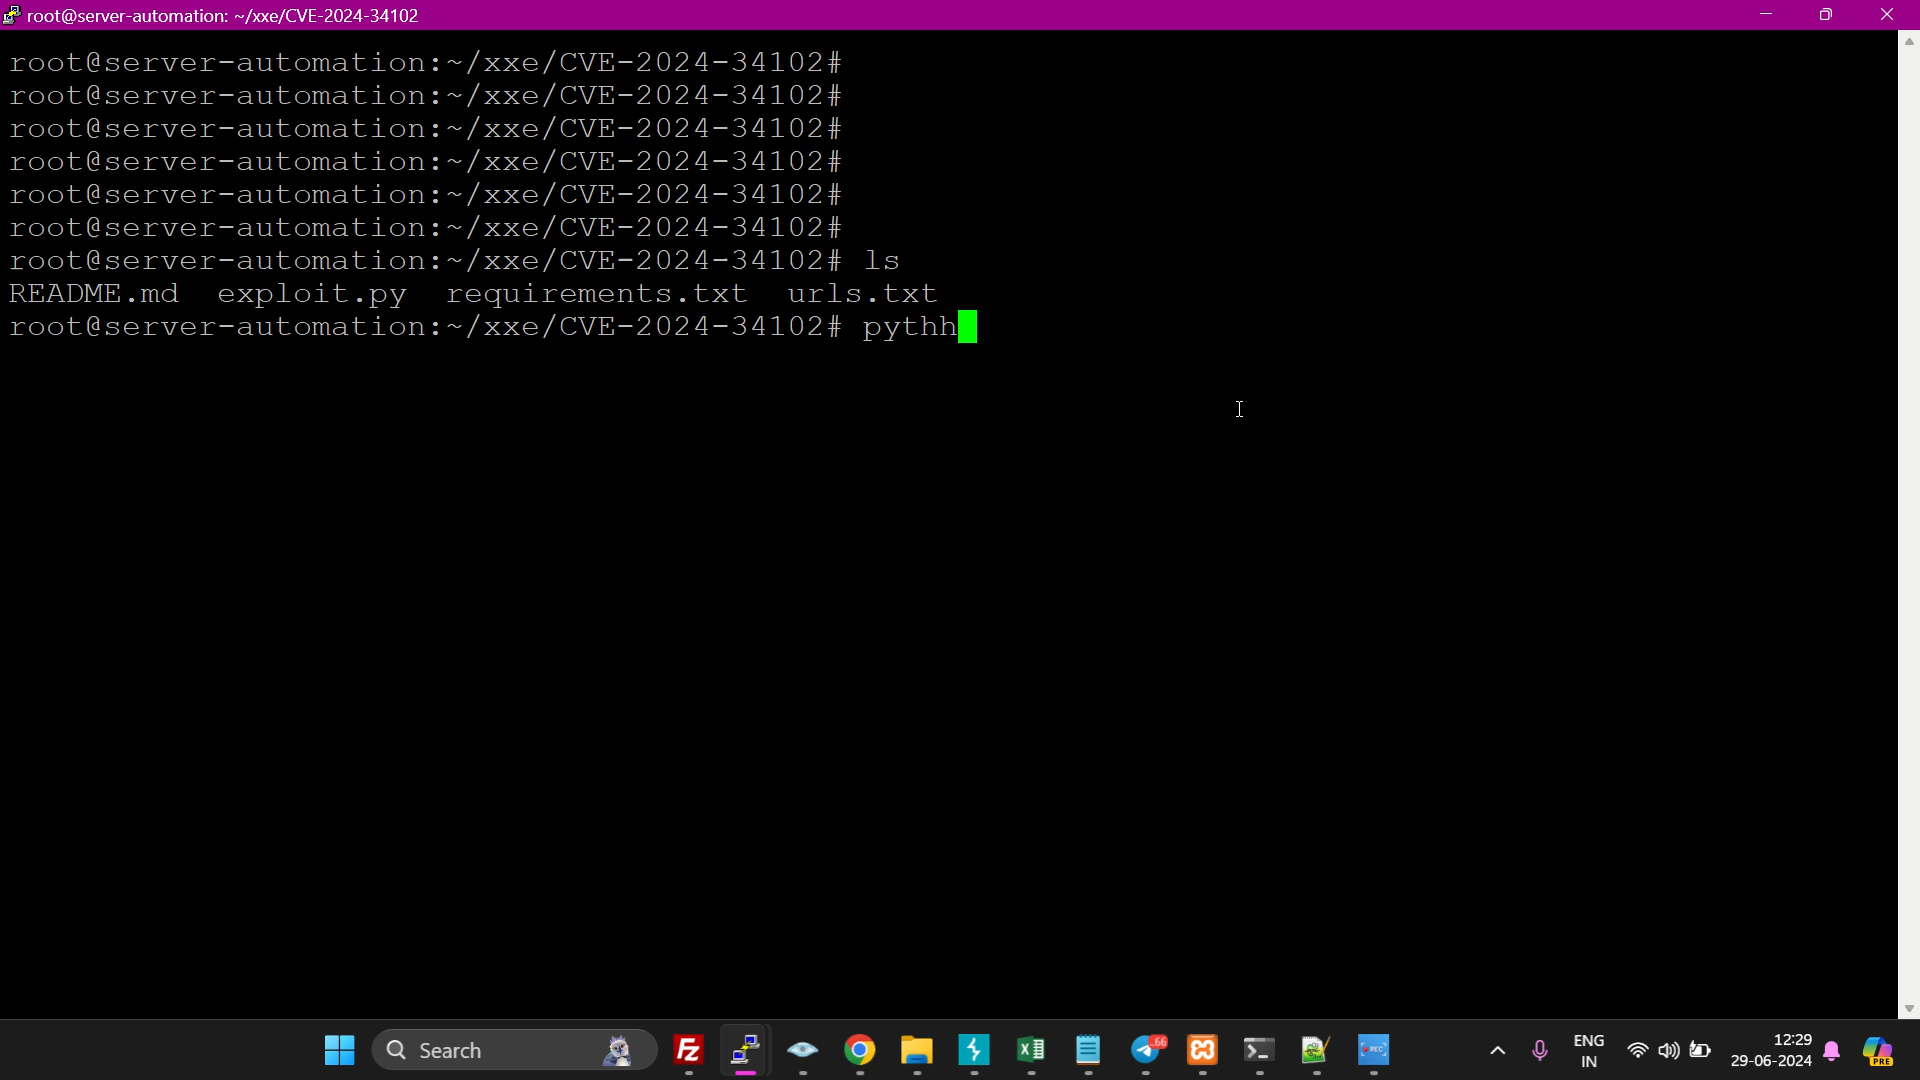 root@server-automation: ~/xxe/CVE-2024-34102
root@server-automation:~/xxe/CVE-2024-34102#
root@server-automation:~/xxe/CVE-2024-34102#
root@server-automation:~/xxe/CVE-2024-34102#
root@server-automation:~/xxe/CVE-2024-34102#
root@server-automation:~/xxe/CVE-2024-34102#
root@server-automation:~/xxe/CVE-2024-34102#
root@server-automation:~/xxe/CVE-2024-34102# ls
README.md  exploit.py  requirements.txt  urls.txt
root@server-automation:~/xxe/CVE-2024-34102# pythh
Search
Fz
..66
REC
ENG
IN
12:29
29-06-2024
PRE